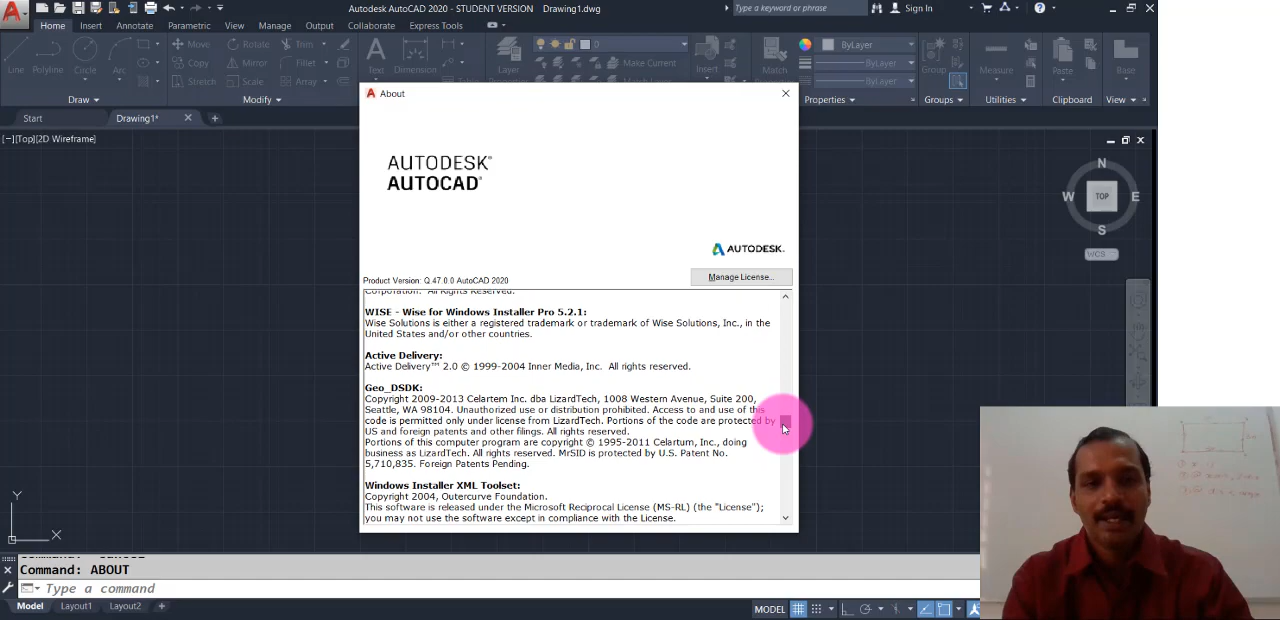 Autodesk AutoCAD 2020 - STUDENT VERSION Drawing1.dwg
Type a keyword or phrase
Sign In
Home Insert Annotate Parametric View Manage Output Collaborate Express Tools
Line Polyline Circle Arc
Move Rotate Trim
Copy Mirror Fillet
Stretch Scale Array
Text Dimension
Layer
0
Make Current
Insert
Match
ByLayer
ByLayer
ByLayer
Group
Measure
Paste
Base
Draw Modify Properties Groups Utilities Clipboard View
Start Drawing1*
[−][Top][2D Wireframe]
N
W TOP E
S
WCS
About
AUTODESK®
AUTOCAD®
AUTODESK.
Product Version: Q.47.0.0 AutoCAD 2020
Manage License...
Corporation. All Rights Reserved.
WISE - Wise for Windows Installer Pro 5.2.1:
Wise Solutions is either a registered trademark or trademark of Wise Solutions, Inc., in the
United States and/or other countries.
Active Delivery:
Active Delivery™ 2.0 © 1999-2004 Inner Media, Inc. All rights reserved.
Geo_DSDK:
Copyright 2009-2013 Celartem Inc. dba LizardTech, 1008 Western Avenue, Suite 200,
Seattle, WA 98104. Unauthorized use or distribution prohibited. Access to and use of this
code is permitted only under license from LizardTech. Portions of the code are protected by
US and foreign patents and other filings. All rights reserved.
Portions of this computer program are copyright © 1995-2011 Celartum, Inc., doing
business as LizardTech. All rights reserved. MrSID is protected by U.S. Patent No.
5,710,835. Foreign Patents Pending.
Windows Installer XML Toolset:
Copyright 2004, Outercurve Foundation.
This software is released under the Microsoft Reciprocal License (MS-RL) (the "License");
you may not use the software except in compliance with the License.
Y
X
Command: ABOUT
Type a command
Model Layout1 Layout2
MODEL